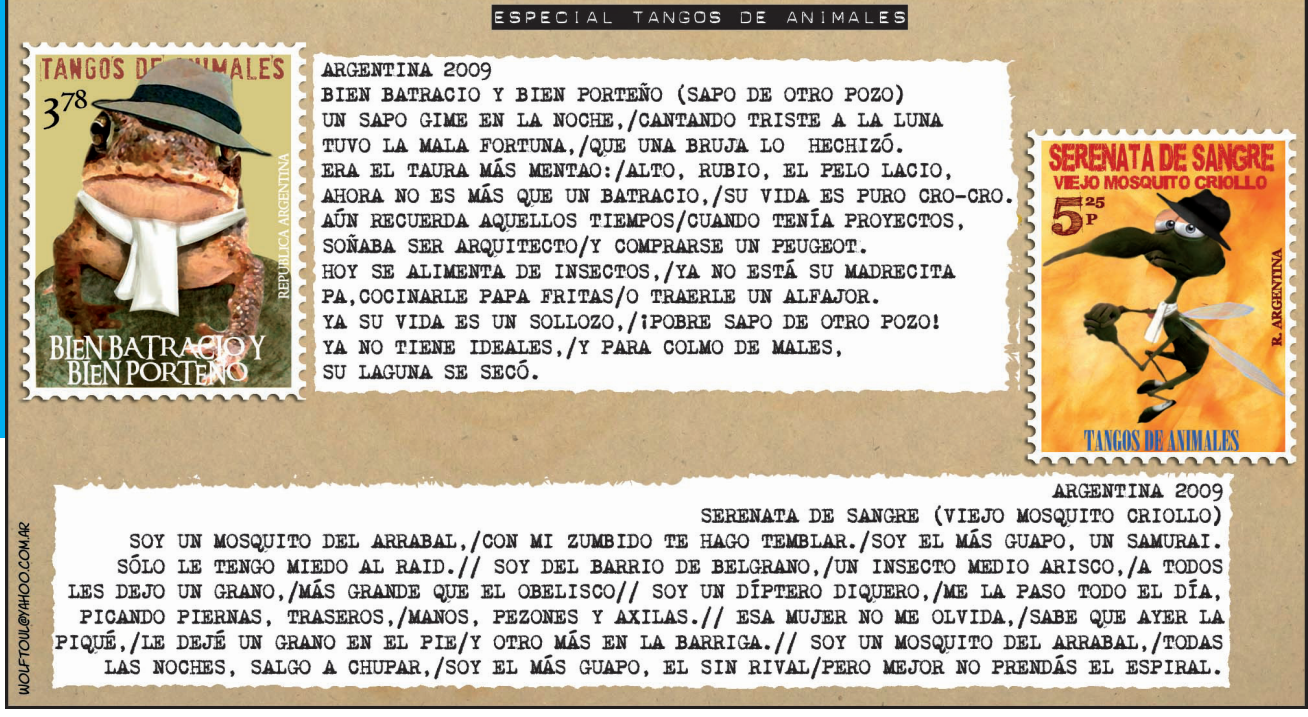 ESPECIAL TANGOS DE ANIMALES
TANGOS DE MALES
3 78
REPUBLICA ARGENTINA
BIEN BATRACIO Y
BIEN PORTEÑO
ARGENTINA 2009
BIEN BATRACIO Y BIEN PORTEÑO (SAPO DE OTRO POZO)
UN SAPO GIME EN LA NOCHE,/CANTANDO TRISTE A LA LUNA
TUVO LA MALA FORTUNA,/QUE UNA BRUJA LO HECHIZÓ.
ERA EL TAURA MÁS MENTAO:/ALTO, RUBIO, EL PELO LACIO,
AHORA NO ES MÁS QUE UN BATRACIO,/SU VIDA ES PURO CRO-CRO.
AÚN RECUERDA AQUELLOS TIEMPOS/CUANDO TENÍA PROYECTOS,
SOÑABA SER ARQUITECTO/Y COMPRARSE UN PEUGEOT.
HOY SE ALIMENTA DE INSECTOS,/YA NO ESTÁ SU MADRECITA
PA,COCINARLE PAPA FRITAS/O TRAERLE UN ALFAJOR.
YA SU VIDA ES UN SOLLOZO,/¡POBRE SAPO DE OTRO POZO!
YA NO TIENE IDEALES,/Y PARA COLMO DE MALES,
SU LAGUNA SE SECÓ.
SERENATA DE SANGRE
VIEJO MOSQUITO CRIOLLO
5 25 P
R. ARGENTINA
TANGOS DE ANIMALES
ARGENTINA 2009
SERENATA DE SANGRE (VIEJO MOSQUITO CRIOLLO)
SOY UN MOSQUITO DEL ARRABAL,/CON MI ZUMBIDO TE HAGO TEMBLAR./SOY EL MÁS GUAPO, UN SAMURAI.
SÓLO LE TENGO MIEDO AL RAID.// SOY DEL BARRIO DE BELGRANO,/UN INSECTO MEDIO ARISCO,/A TODOS
LES DEJO UN GRANO,/MÁS GRANDE QUE EL OBELISCO// SOY UN DÍPTERO DIQUERO,/ME LA PASO TODO EL DÍA,
PICANDO PIERNAS, TRASEROS,/MANOS, PEZONES Y AXILAS.// ESA MUJER NO ME OLVIDA,/SABE QUE AYER LA
PIQUÉ,/LE DEJÉ UN GRANO EN EL PIE/Y OTRO MÁS EN LA BARRIGA.// SOY UN MOSQUITO DEL ARRABAL,/TODAS
LAS NOCHES, SALGO A CHUPAR,/SOY EL MÁS GUAPO, EL SIN RIVAL/PERO MEJOR NO PRENDÁS EL ESPIRAL.
WOLFTOUL@YAHOO.COM.AR